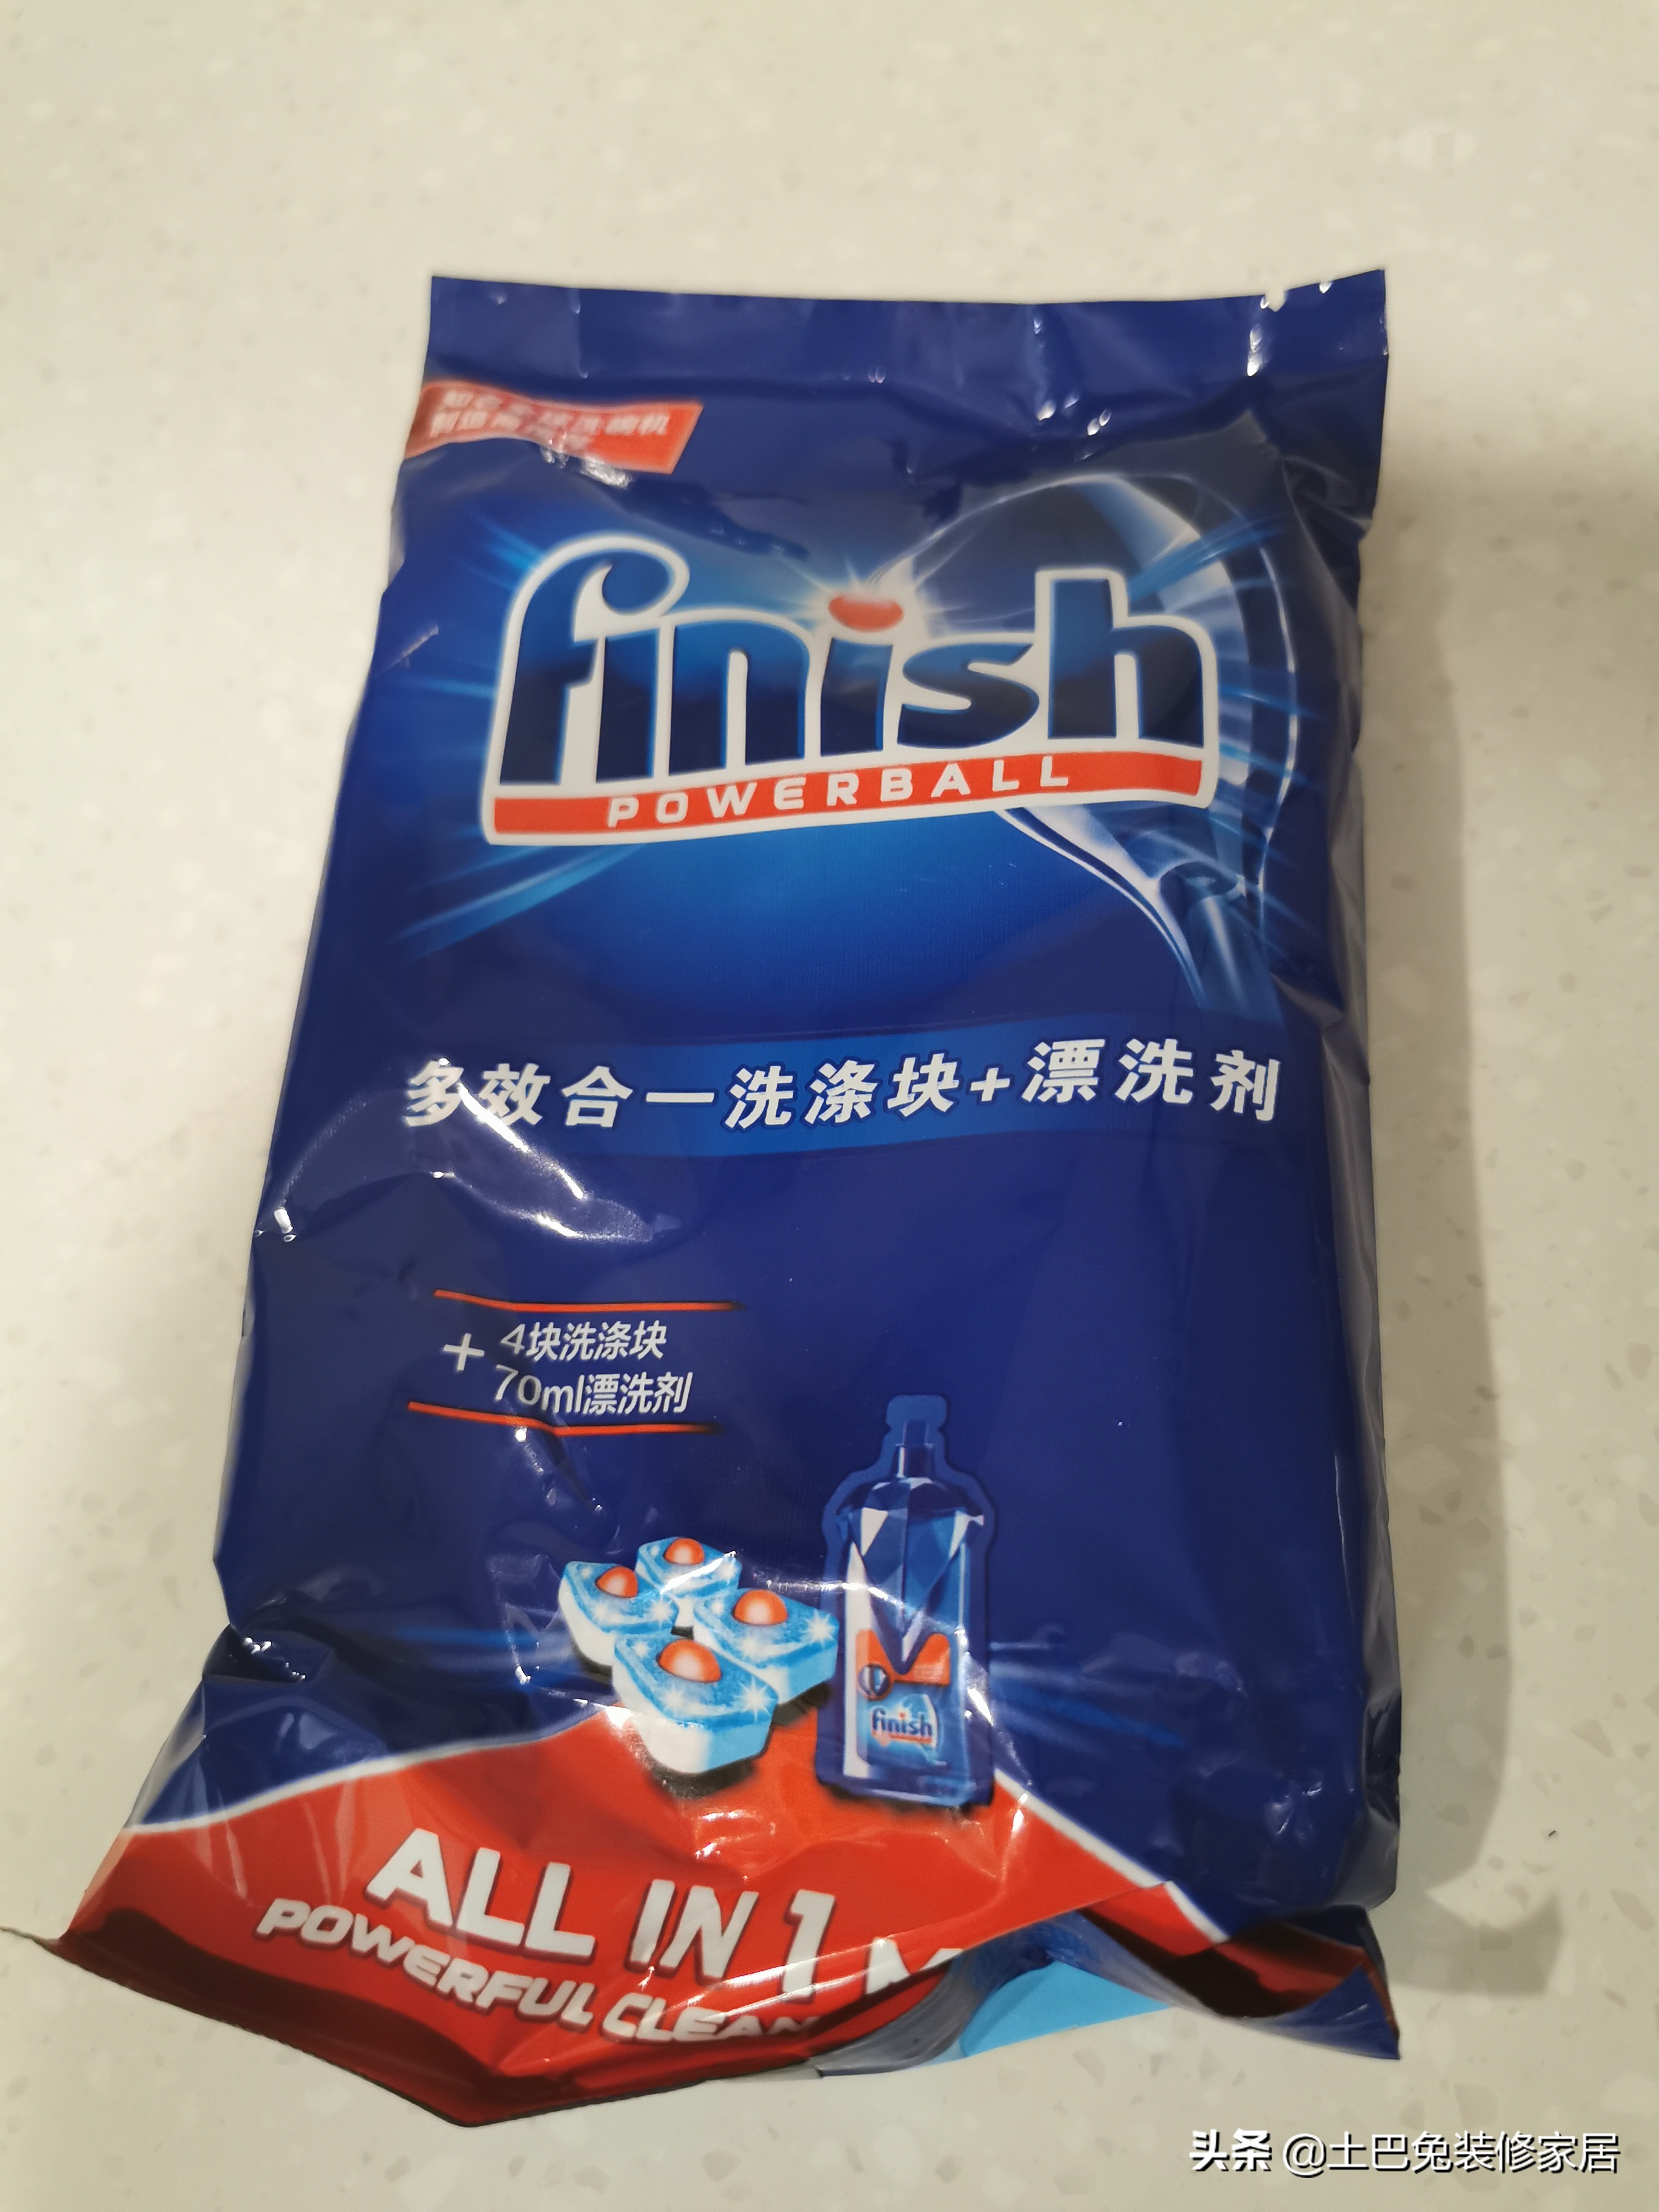 finish
POWERBALL
多效合一洗涤块+漂洗剂
+
4块洗涤块
70ml漂洗剂
finish
ALL IN 1
POWERFUL CLEAN
头条 @土巴兔装修家居